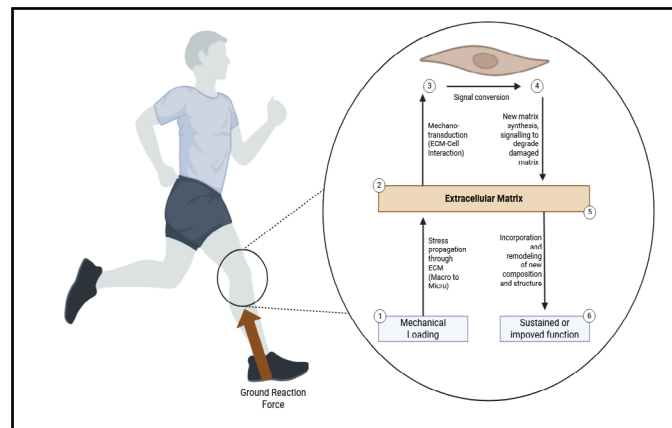 3
4
Signal conversion
Mechano-
transduction
(ECM-Cell
Interaction)
New matrix
synthesis,
signalling to
degrade
damaged
matrix
2
Extracellular Matrix
5
Stress
propagation
through
ECM
(Macro to
Micro)
Incorporation
and
remodeling
of new
composition
and structure
1
Mechanical
Loading
6
Sustained or
impoved function
Ground Reaction
Force